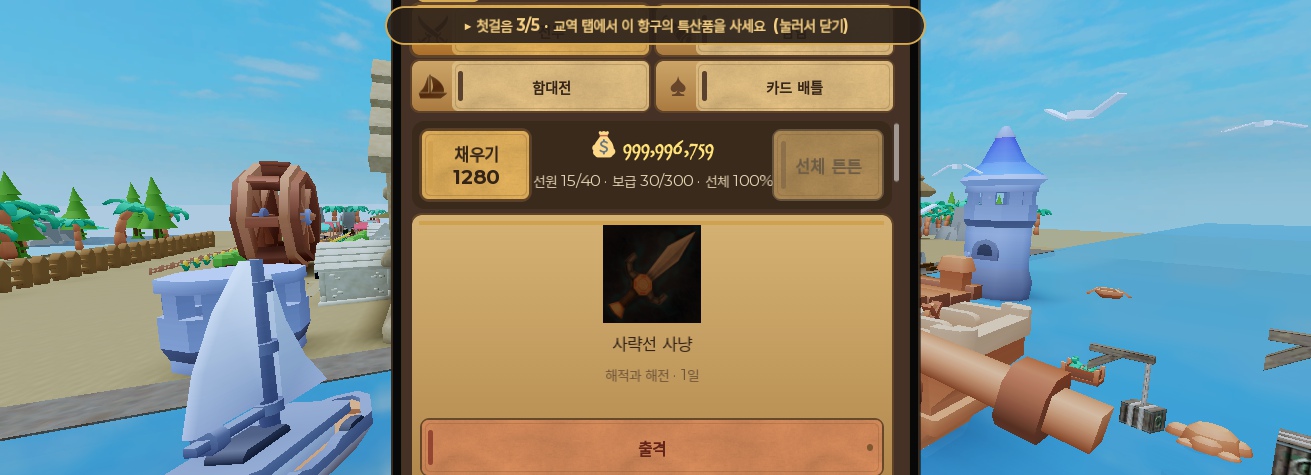 ▸ 첫걸음 3/5 · 교역 탭에서 이 항구의 특산품을 사세요 (눌러서 닫기)
함대전
카드 배틀
채우기
1280
999,996,759
선원 15/40 · 보급 30/300 · 선체 100%
선체 튼튼
사략선 사냥
해적과 해전 · 1일
출격